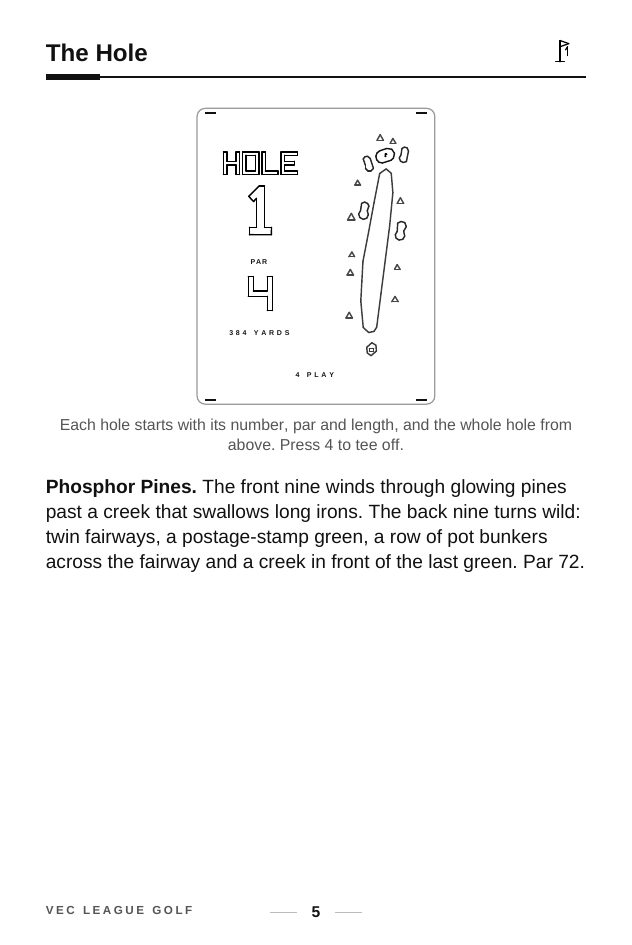 The Hole
1
HOLE
1
PAR
4
384 YARDS
4 PLAY
Each hole starts with its number, par and length, and the whole hole from
above. Press 4 to tee off.
Phosphor Pines. The front nine winds through glowing pines
past a creek that swallows long irons. The back nine turns wild:
twin fairways, a postage-stamp green, a row of pot bunkers
across the fairway and a creek in front of the last green. Par 72.
VEC LEAGUE GOLF
5